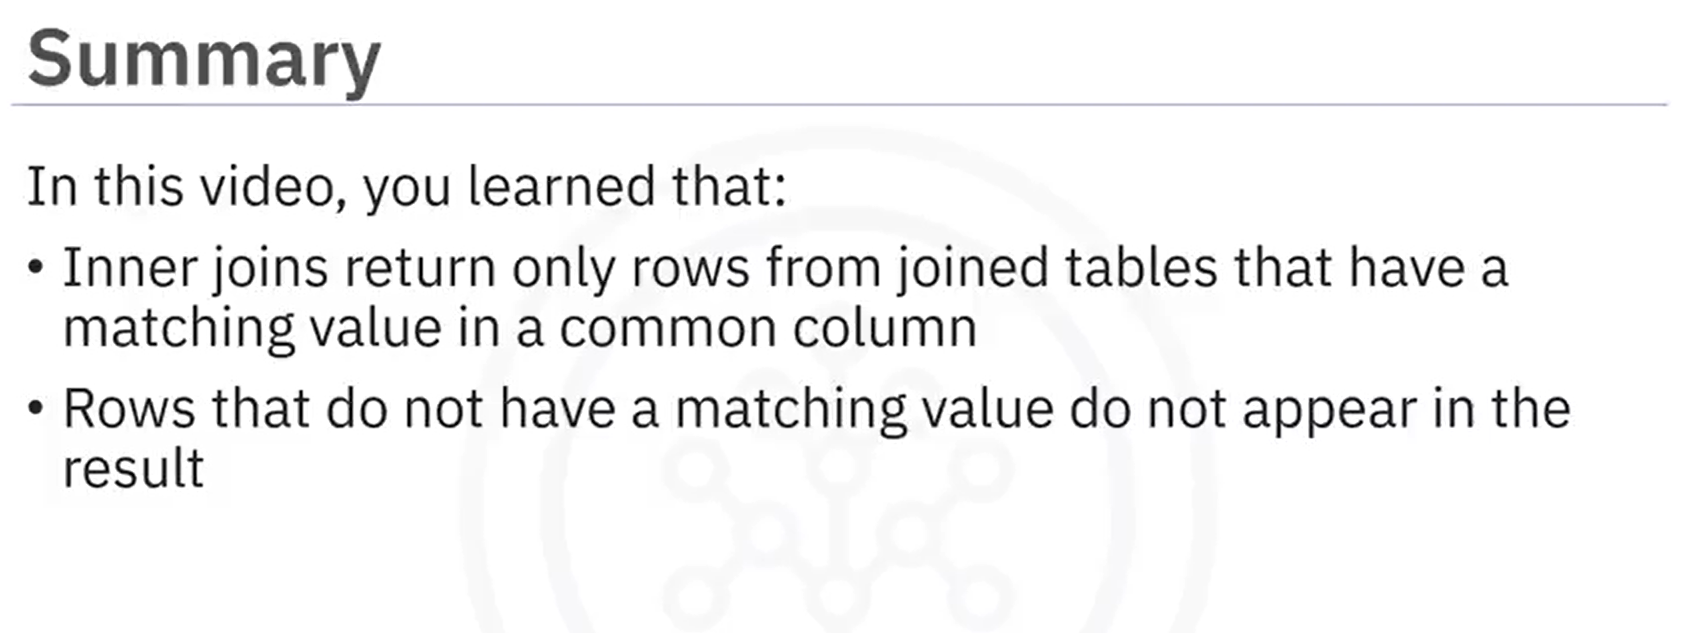 Summary
In this video, you learned that:
• Inner joins return only rows from joined tables that have a
matching value in a common column
• Rows that do not have a matching value do not appear in the
result